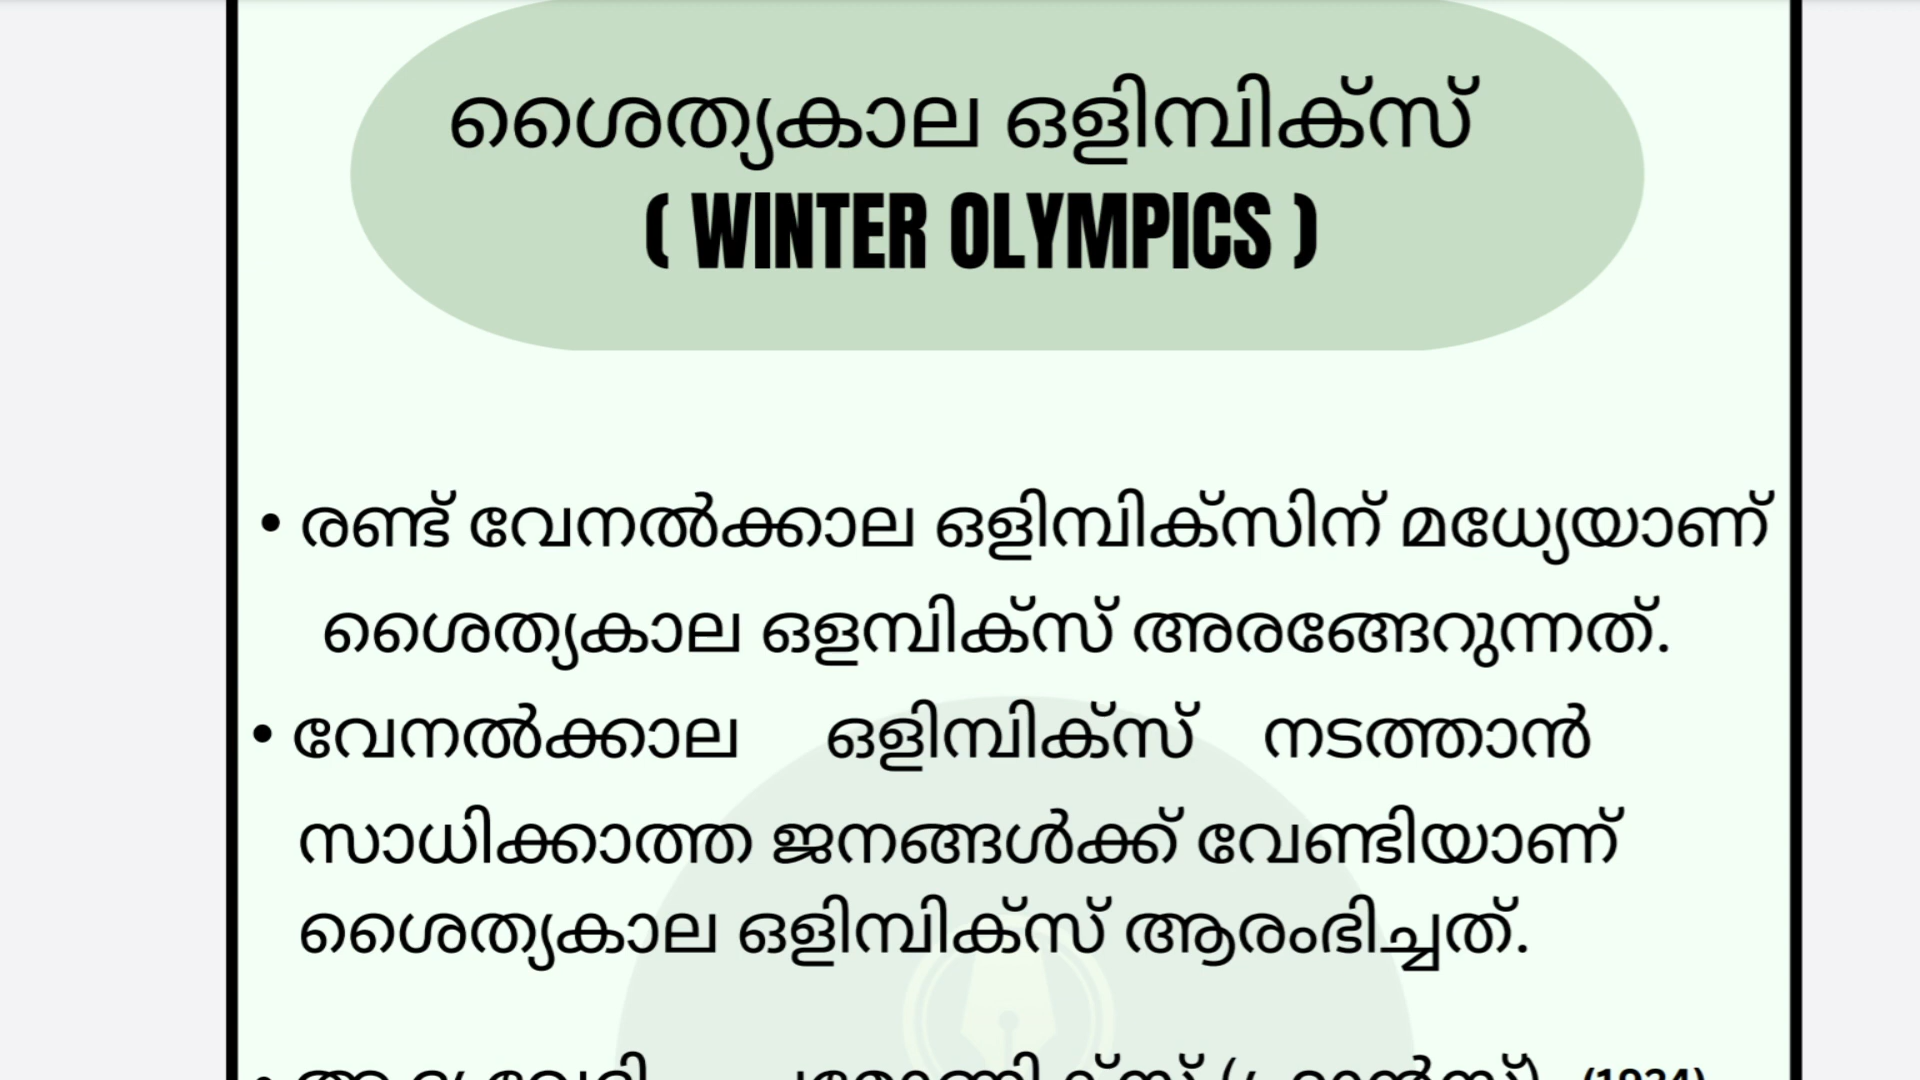 ശൈത്യകാല ഒളിമ്പിക്സ്
( WINTER OLYMPICS )
• രണ്ട് വേനൽക്കാല ഒളിമ്പിക്സിന് മധ്യേയാണ്
ശൈത്യകാല ഒളമ്പിക്സ് അരങ്ങേറുന്നത്.
• വേനൽക്കാല ഒളിമ്പിക്സ് നടത്താൻ
സാധിക്കാത്ത ജനങ്ങൾക്ക് വേണ്ടിയാണ്
ശൈത്യകാല ഒളിമ്പിക്സ് ആരംഭിച്ചത്.
(1924)